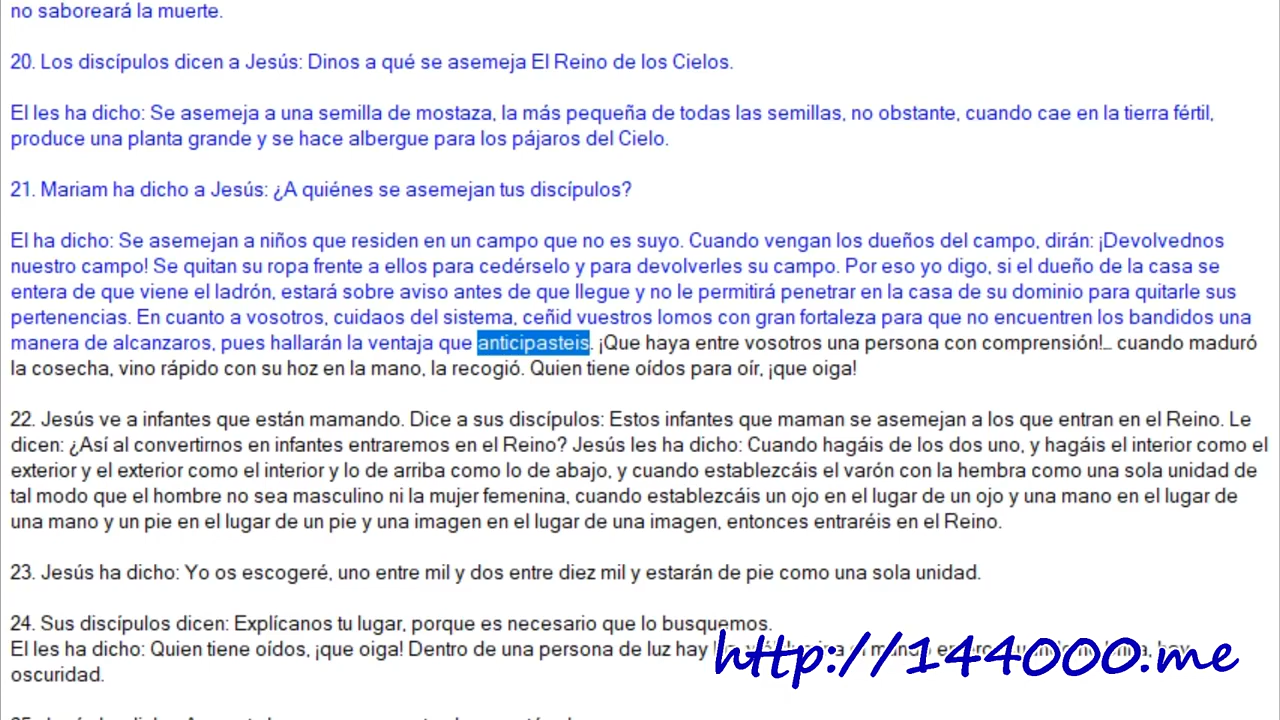 no saboreará la muerte.
20. Los discípulos dicen a Jesús: Dinos a qué se asemeja El Reino de los Cielos.
El les ha dicho: Se asemeja a una semilla de mostaza, la más pequeña de todas las semillas, no obstante, cuando cae en la tierra fértil,
produce una planta grande y se hace albergue para los pájaros del Cielo.
21. Mariam ha dicho a Jesús: ¿A quiénes se asemejan tus discípulos?
El ha dicho: Se asemejan a niños que residen en un campo que no es suyo. Cuando vengan los dueños del campo, dirán: ¡Devolvednos
nuestro campo! Se quitan su ropa frente a ellos para cedérselo y para devolverles su campo. Por eso yo digo, si el dueño de la casa se
entera de que viene el ladrón, estará sobre aviso antes de que llegue y no le permitirá penetrar en la casa de su dominio para quitarle sus
pertenencias. En cuanto a vosotros, cuidaos del sistema, ceñid vuestros lomos con gran fortaleza para que no encuentren los bandidos una
manera de alcanzaros, pues hallarán la ventaja que anticipasteis. ¡Que haya entre vosotros una persona con comprensión!... cuando maduró
la cosecha, vino rápido con su hoz en la mano, la recogió. Quien tiene oídos para oír, ¡que oiga!
22. Jesús ve a infantes que están mamando. Dice a sus discípulos: Estos infantes que maman se asemejan a los que entran en el Reino. Le
dicen: ¿Así al convertirnos en infantes entraremos en el Reino? Jesús les ha dicho: Cuando hagáis de los dos uno, y hagáis el interior como el
exterior y el exterior como el interior y lo de arriba como lo de abajo, y cuando establezcáis el varón con la hembra como una sola unidad de
tal modo que el hombre no sea masculino ni la mujer femenina, cuando establezcáis un ojo en el lugar de un ojo y una mano en el lugar de
una mano y un pie en el lugar de un pie y una imagen en el lugar de una imagen, entonces entraréis en el Reino.
23. Jesús ha dicho: Yo os escogeré, uno entre mil y dos entre diez mil y estarán de pie como una sola unidad.
24. Sus discípulos dicen: Explícanos tu lugar, porque es necesario que lo busquemos.
El les ha dicho: Quien tiene oídos, ¡que oiga! Dentro de una persona de luz hay
oscuridad.
http://144000.me